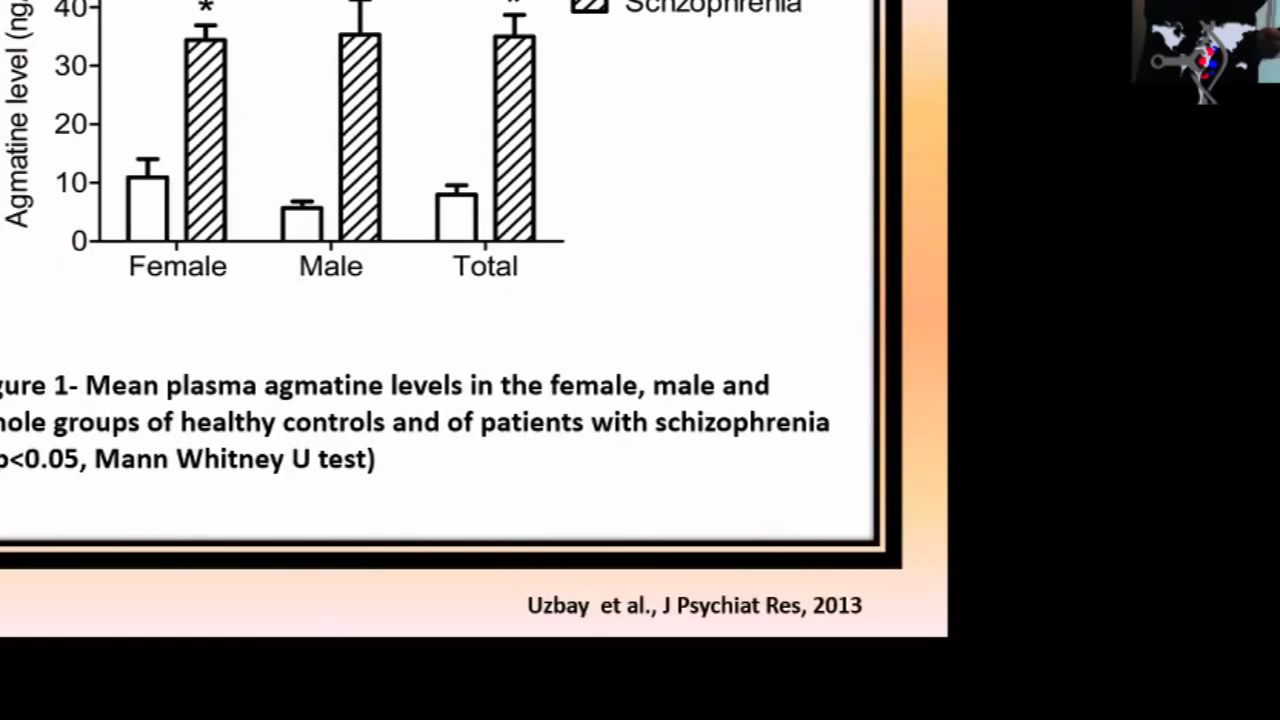 40
Schzophrenia
*
30
20
10
0
Agmatine level (ng
Female Male Total
gure 1- Mean plasma agmatine levels in the female, male and
hole groups of healthy controls and of patients with schizophrenia
p<0.05, Mann Whitney U test)
Uzbay et al., J Psychiat Res, 2013